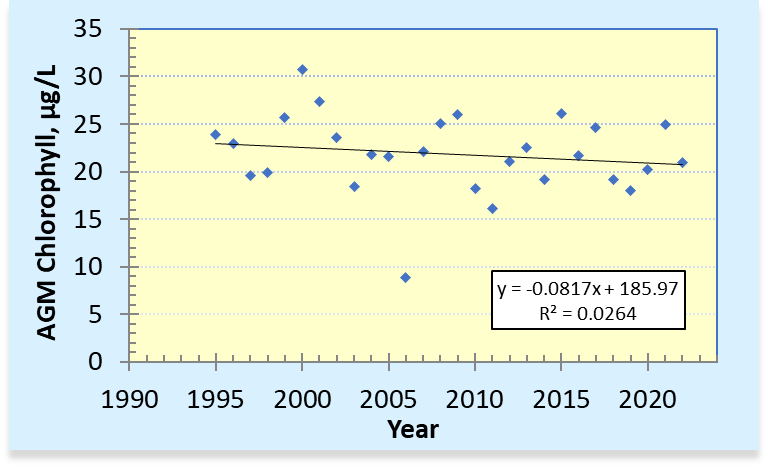 35
30
25
20
15
10
5
0
AGM Chlorophyll, µg/L
y = -0.0817x + 185.97
R² = 0.0264
1990 1995 2000 2005 2010 2015 2020
Year